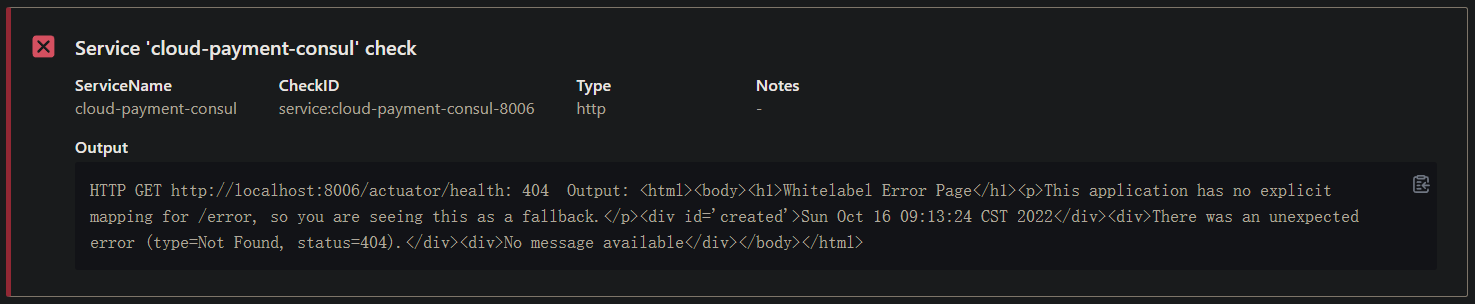 Service 'cloud-payment-consul' check
ServiceName CheckID Type Notes
cloud-payment-consul service:cloud-payment-consul-8006 http -
Output
HTTP GET http://localhost:8006/actuator/health: 404  Output: <html><body><h1>Whitelabel Error Page</h1><p>This application has no explicit
mapping for /error, so you are seeing this as a fallback.</p><div id='created'>Sun Oct 16 09:13:24 CST 2022</div><div>There was an unexpected
error (type=Not Found, status=404).</div><div>No message available</div></body></html>